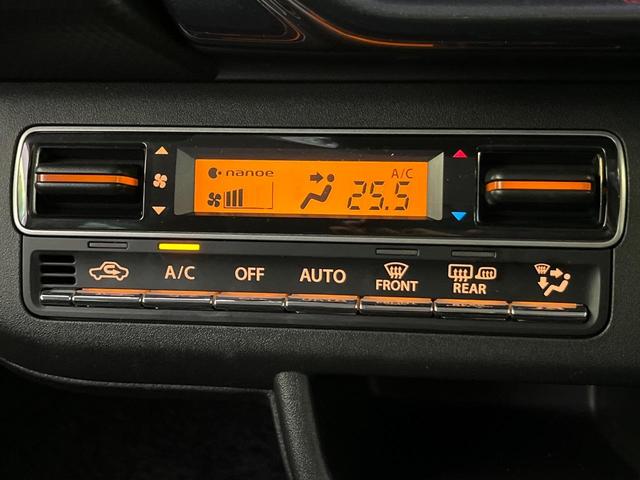 nanoe A/C
25.5
A/C OFF AUTO FRONT REAR